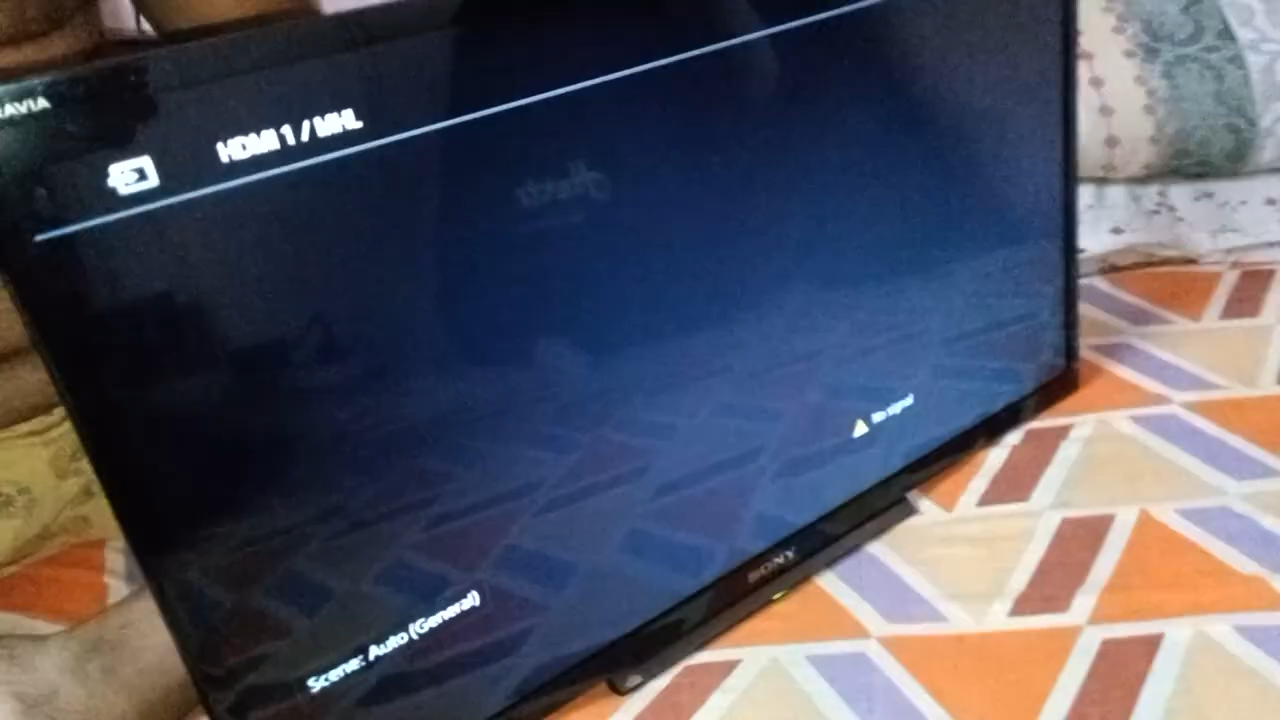 AVIA
HDMI 1 / MHL
No signal
SONY
Scene: Auto (General)